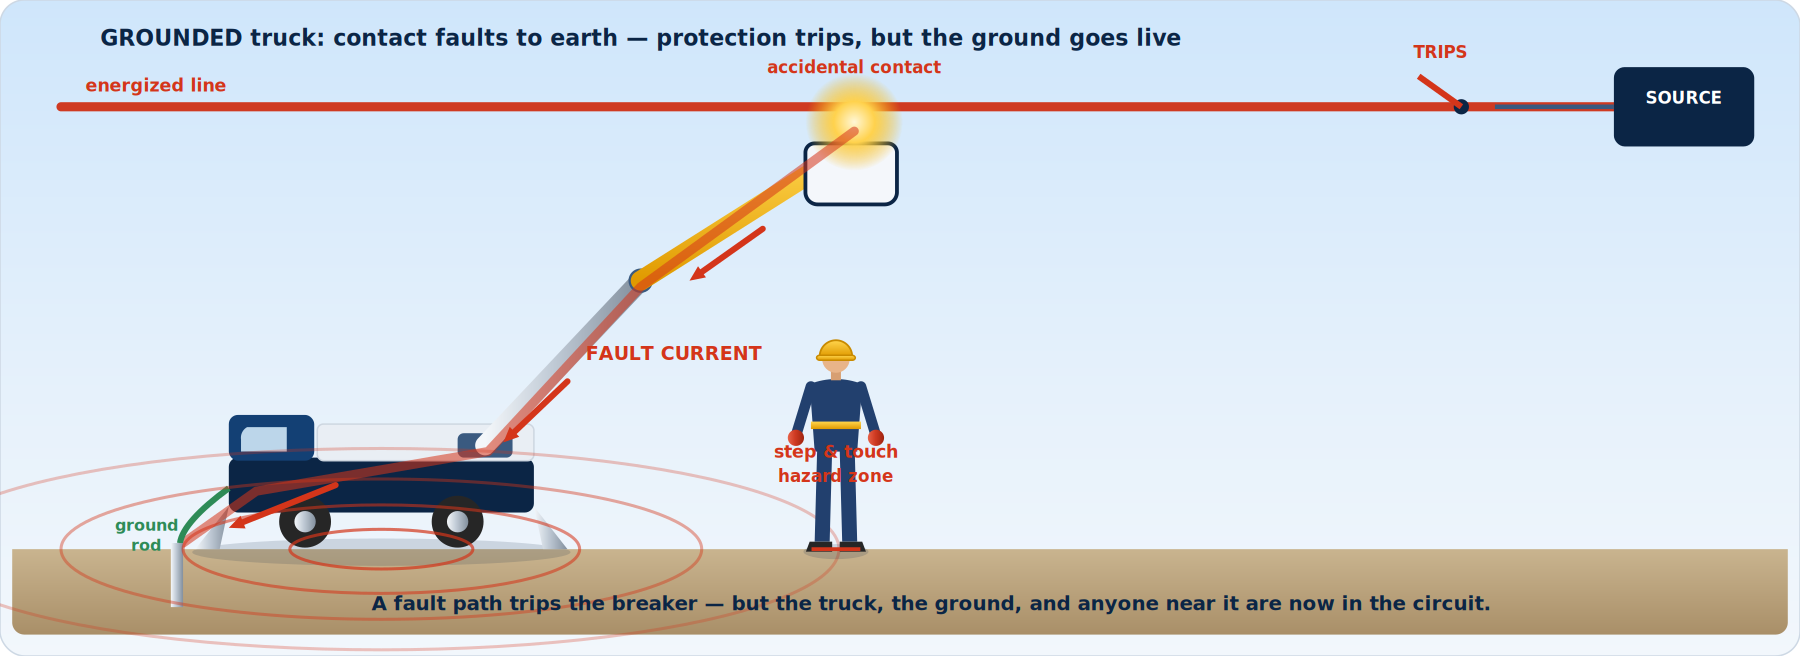 GROUNDED truck: contact faults to earth — protection trips, but the ground goes live
TRIPS
accidental contact
energized line
SOURCE
FAULT CURRENT
step & touch
hazard zone
ground
rod
A fault path trips the breaker — but the truck, the ground, and anyone near it are now in the circuit.